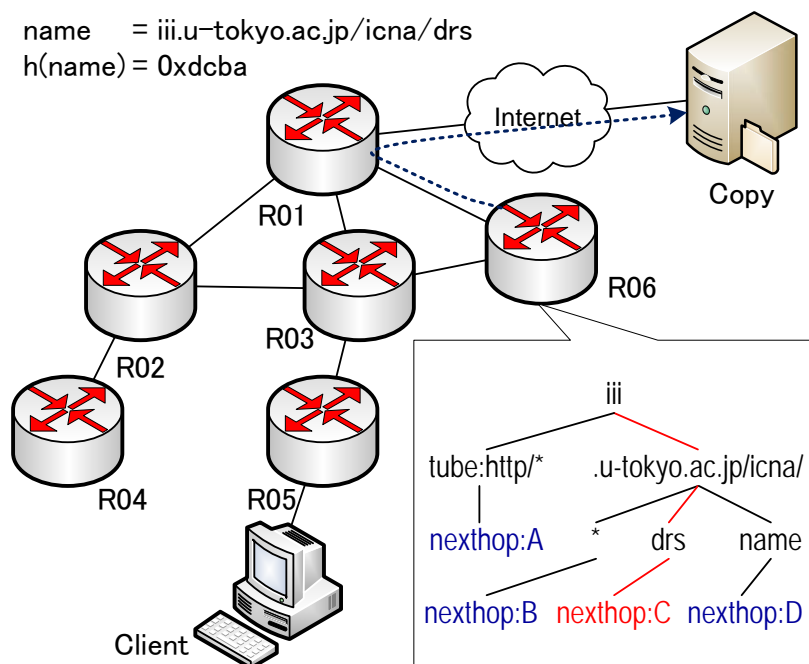 name = iii.u-tokyo.ac.jp/icna/drs
h(name) = 0xdcba
Internet
Copy
R01
R06
R02
R03
R04
R05
Client
iii
tube:http/* .u-tokyo.ac.jp/icna/
nexthop:A * drs name
nexthop:B nexthop:C nexthop:D